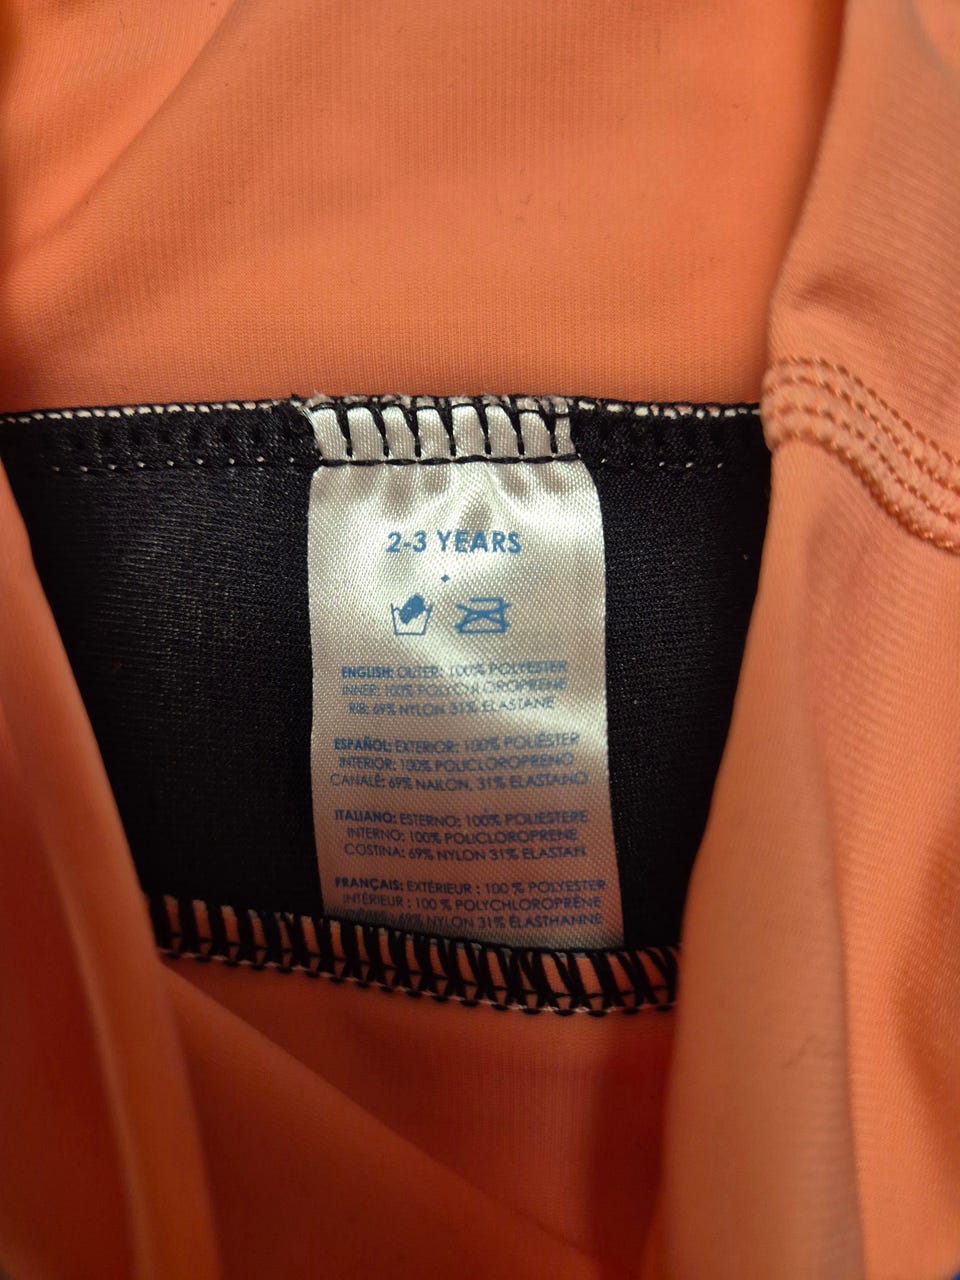 2-3 YEARS
ENGLISH: OUTER: 100% POLYESTER
INNER: 100% POLYCHLOROPRENE
RIB: 69% NYLON 31% ELASTANE
ESPAÑOL: EXTERIOR: 100% POLIÉSTER
INTERIOR: 100% POLICLOROPRENO
CANALÉ: 69% NAILON, 31% ELASTANO
ITALIANO: ESTERNO: 100% POLIESTERE
INTERNO: 100% POLICLOROPRENE
COSTINA: 69% NYLON 31% ELASTAN
FRANÇAIS: EXTÉRIEUR : 100 % POLYESTER
INTÉRIEUR : 100 % POLYCHLOROPRÈNE
: 69% NYLON 31% ÉLASTHANNE